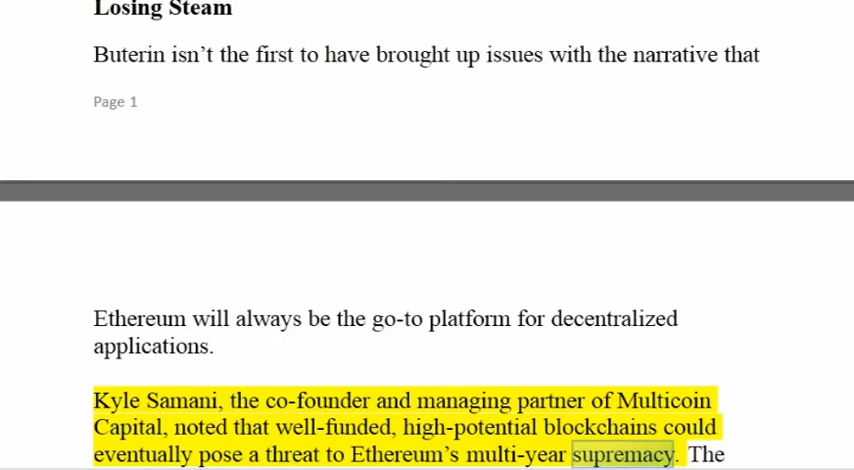 Losing Steam
Buterin isn’t the first to have brought up issues with the narrative that
Page 1
Ethereum will always be the go-to platform for decentralized
applications.
Kyle Samani, the co-founder and managing partner of Multicoin
Capital, noted that well-funded, high-potential blockchains could
eventually pose a threat to Ethereum’s multi-year supremacy. The